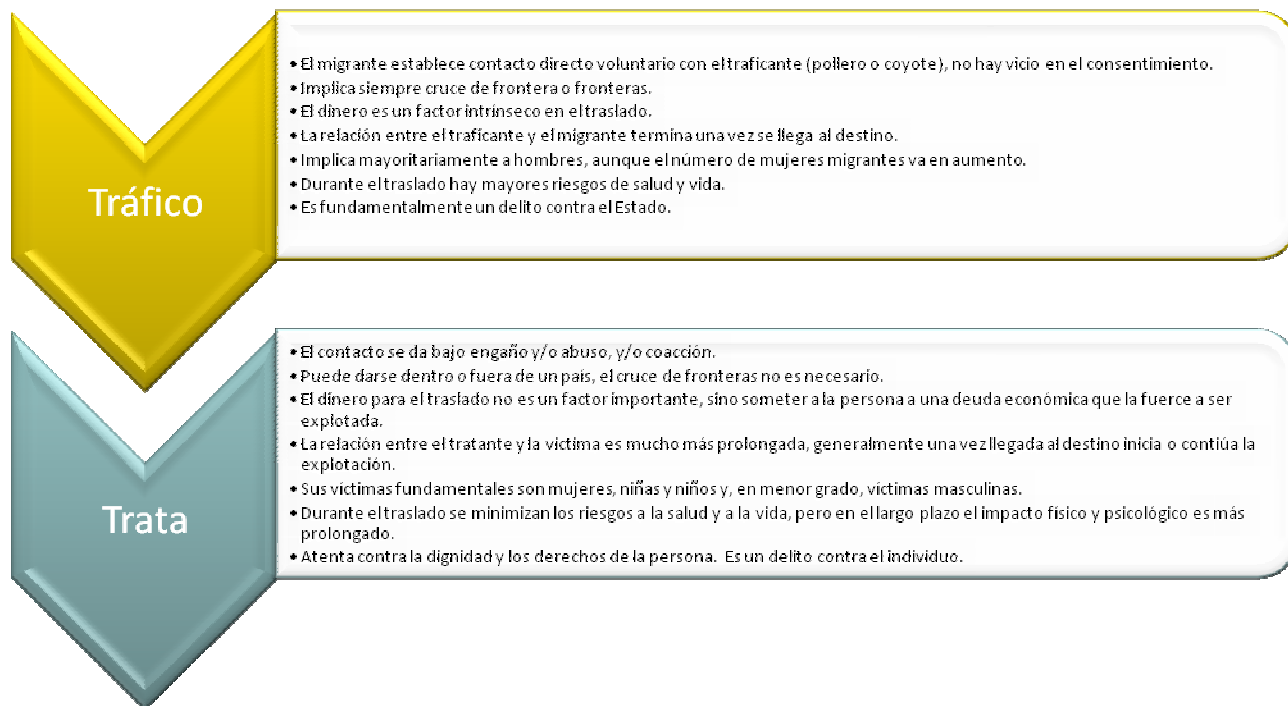 Tráfico
• El migrante establece contacto directo voluntario con el traficante (pollero o coyote), no hay vicio en el consentimiento.
• Implica siempre cruce de frontera o fronteras.
• El dinero es un factor intrínseco en el traslado.
• La relación entre el traficante y el migrante termina una vez se llega al destino.
• Implica mayoritariamente a hombres, aunque el número de mujeres migrantes va en aumento.
• Durante el traslado hay mayores riesgos de salud y vida.
• Es fundamentalmente un delito contra el Estado.
Trata
• El contacto se da bajo engaño y/o abuso, y/o coacción.
• Puede darse dentro o fuera de un país, el cruce de fronteras no es necesario.
• El dinero para el traslado no es un factor importante, sino someter a la persona a una deuda económica que la fuerce a ser
explotada.
• La relación entre el tratante y la víctima es mucho más prolongada, generalmente una vez llegada al destino inicia o contiúa la
explotación.
• Sus víctimas fundamentales son mujeres, niñas y niños y, en menor grado, víctimas masculinas.
• Durante el traslado se minimizan los riesgos a la salud y a la vida, pero en el largo plazo el impacto físico y psicológico es más
prolongado.
• Atenta contra la dignidad y los derechos de la persona. Es un delito contra el individuo.